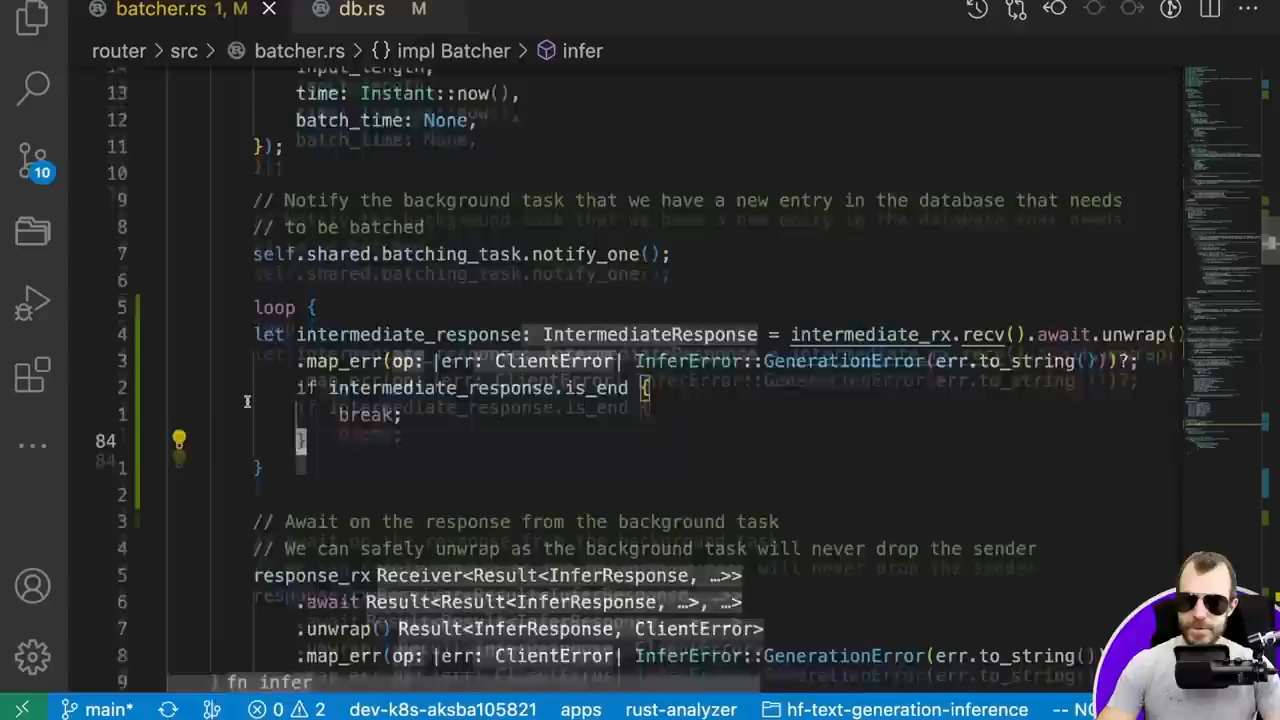 batcher.rs 1, M
db.rs M
router > src > batcher.rs > {} impl Batcher > infer
14 input_length,
13 time: Instant::now(),
12 batch_time: None,
11 });
10
9 // Notify the background task that we have a new entry in the database that needs
8 // to be batched
7 self.shared.batching_task.notify_one();
6
5 loop {
4 let intermediate_response: IntermediateResponse = intermediate_rx.recv().await.unwrap()
3 .map_err(op: |err: ClientError| InferError::GenerationError(err.to_string()))?;
2 if intermediate_response.is_end {
1 break;
84 }
1 }
2
3 // Await on the response from the background task
4 // We can safely unwrap as the background task will never drop the sender
5 response_rx Receiver<Result<InferResponse, …>>
6 .await Result<Result<InferResponse, …>, …>
7 .unwrap() Result<InferResponse, ClientError>
8 .map_err(op: |err: ClientError| InferError::GenerationError(err.to_string())
9 } fn infer
10
main* 0 2 dev-k8s-aksba105821 apps rust-analyzer hf-text-generation-inference -- NO